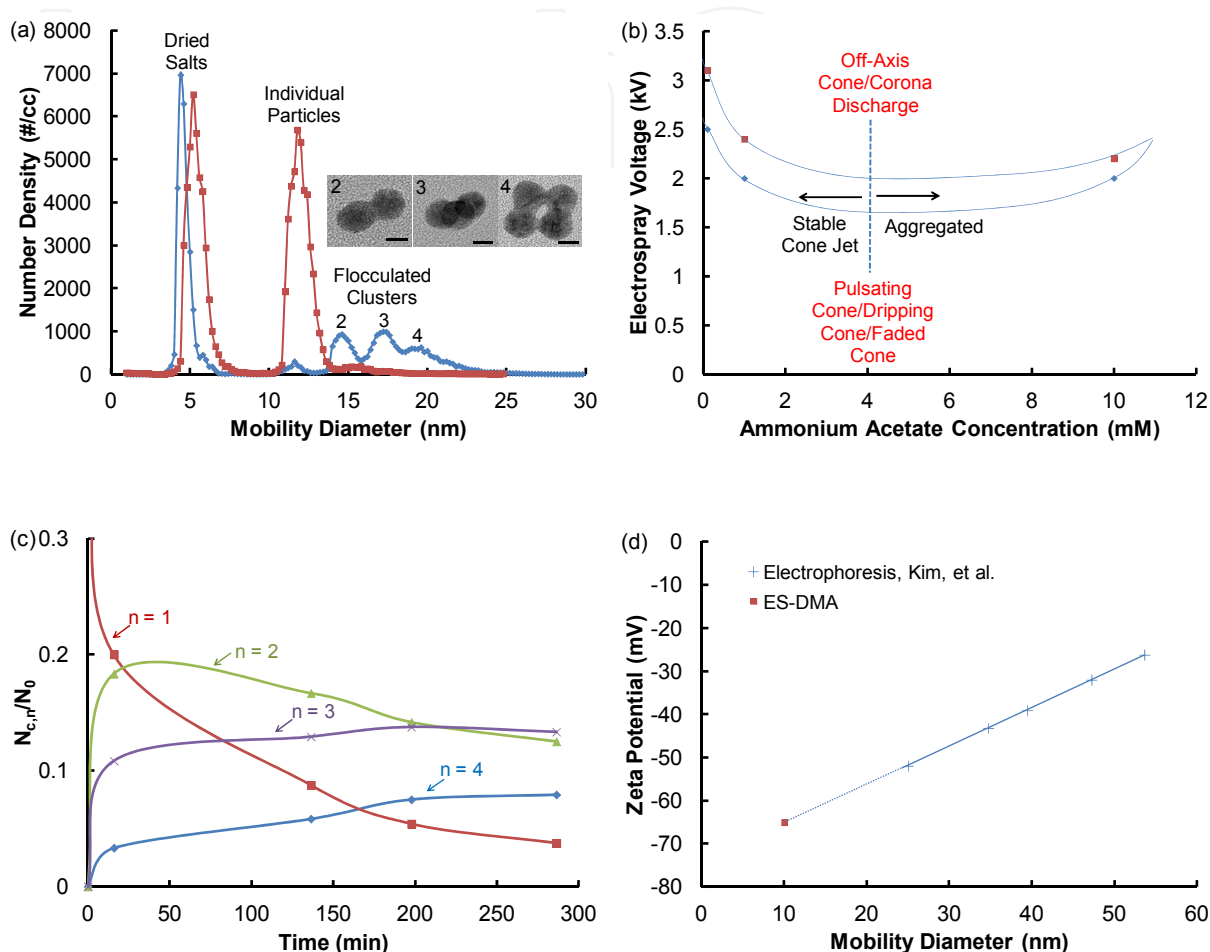 (a)
8000
7000
6000
5000
4000
3000
2000
1000
0
Number Density (#/cc)
Dried
Salts
Individual
Particles
2
3
4
Flocculated
Clusters
2
3
4
0
5
10
15
20
25
30
Mobility Diameter (nm)
(b)
3.5
3
2.5
2
1.5
1
0.5
0
Electrospray Voltage (kV)
Off-Axis
Cone/Corona
Discharge
Stable
Cone Jet
Aggregated
Pulsating
Cone/Dripping
Cone/Faded
Cone
0
2
4
6
8
10
12
Ammonium Acetate Concentration (mM)
(c)
0.3
0.2
0.1
0
Nc,n/N0
n = 1
n = 2
n = 3
n = 4
0
50
100
150
200
250
300
Time (min)
(d)
0
-10
-20
-30
-40
-50
-60
-70
-80
Zeta Potential (mV)
Electrophoresis, Kim, et al.
ES-DMA
0
10
20
30
40
50
60
Mobility Diameter (nm)